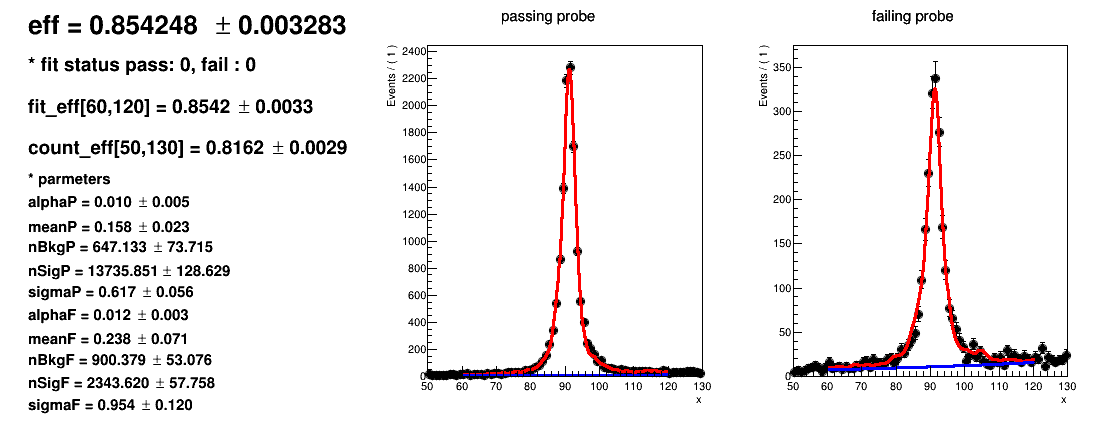 eff = 0.854248 ± 0.003283
* fit status pass: 0, fail : 0
fit_eff[60,120] = 0.8542 ± 0.0033
count_eff[50,130] = 0.8162 ± 0.0029
* parmeters
alphaP = 0.010 ± 0.005
meanP = 0.158 ± 0.023
nBkgP = 647.133 ± 73.715
nSigP = 13735.851 ± 128.629
sigmaP = 0.617 ± 0.056
alphaF = 0.012 ± 0.003
meanF = 0.238 ± 0.071
nBkgF = 900.379 ± 53.076
nSigF = 2343.620 ± 57.758
sigmaF = 0.954 ± 0.120
passing probe
Events / ( 1 )
2400
2200
2000
1800
1600
1400
1200
1000
800
600
400
200
0
50 60 70 80 90 100 110 120 130
x
failing probe
Events / ( 1 )
350
300
250
200
150
100
50
0
50 60 70 80 90 100 110 120 130
x